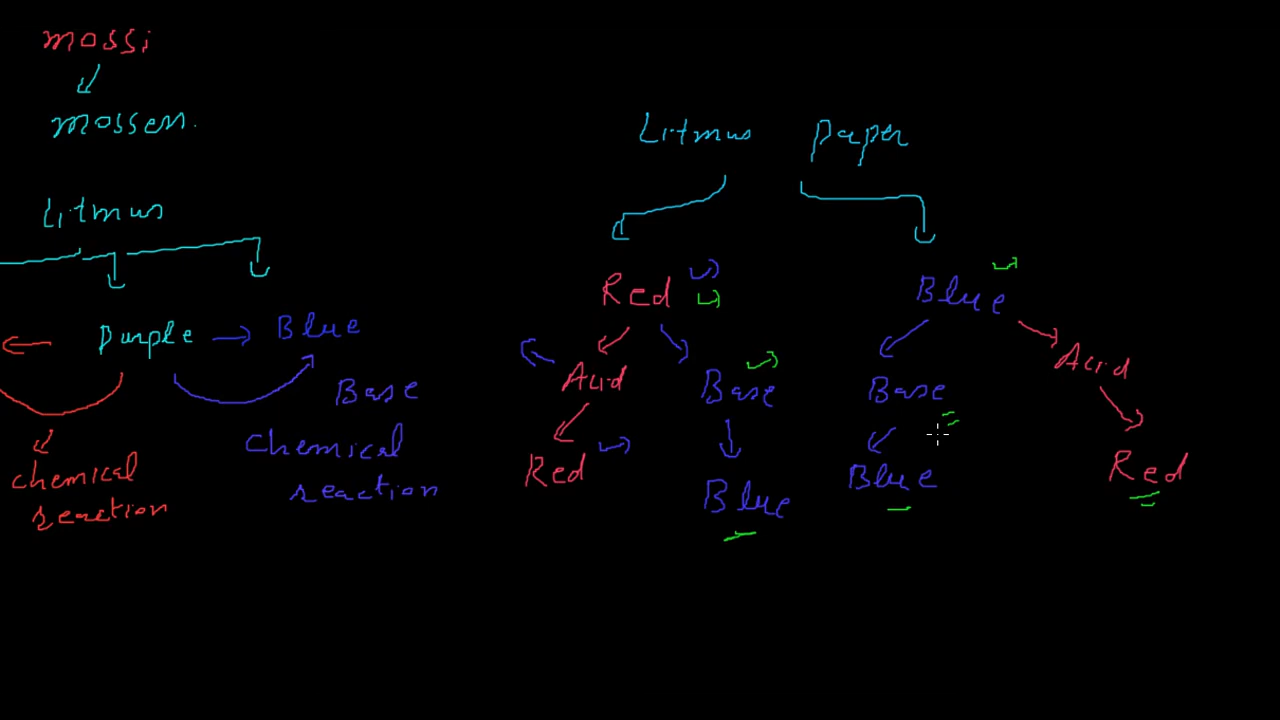 mossi
mossen.
Litmus
Purple
Blue
Base
chemical
reaction
chemical
reaction
Litmus paper
Red
Blue
Acid
Base
Base
Acid
Red
Blue
Blue
Red